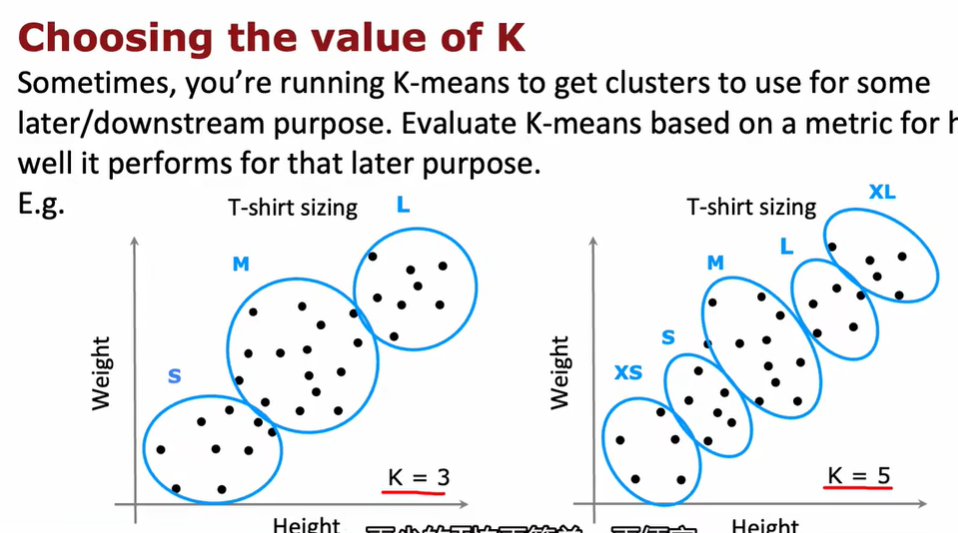 Choosing the value of K
Sometimes, you're running K-means to get clusters to use for some
later/downstream purpose. Evaluate K-means based on a metric for
well it performs for that later purpose.
E.g.
T-shirt sizing
L
M
S
Weight
K = 3
Height
T-shirt sizing
XL
L
M
S
XS
Weight
K = 5
Height